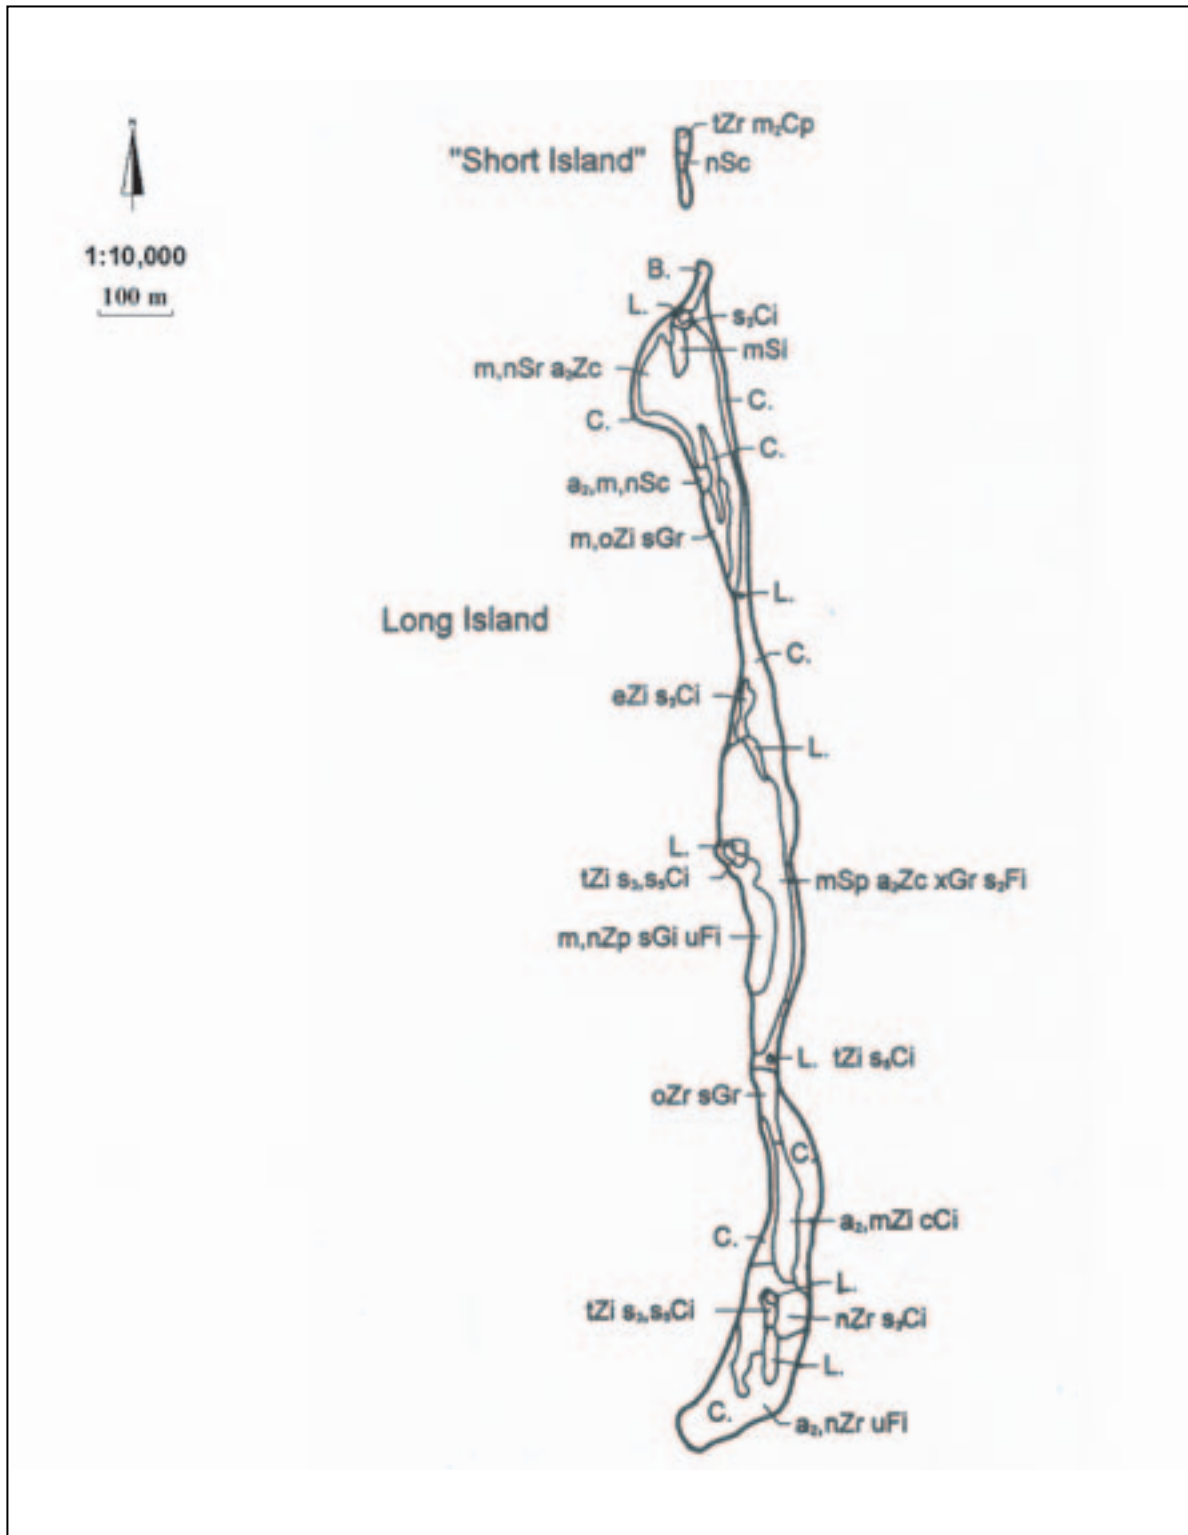 N
tZr m₂Cp
"Short Island"
nSc
1:10,000
100 m
B.
L.
s₃Ci
mSi
m,nSr a₃Zc
C.
C.
C.
a₂,m,nSc
m,oZi sGr
L.
Long Island
C.
eZi s₃Ci
L.
L.
tZi s₃,s₅Ci
mSp a₃Zc xGr s₂Fi
m,nZp sGi uFi
L. tZi s₅Ci
oZr sGr
C.
a₂,mZi cCi
C.
L.
tZi s₃,s₅Ci
nZr s₃Ci
L.
C.
a₂,nZr uFi